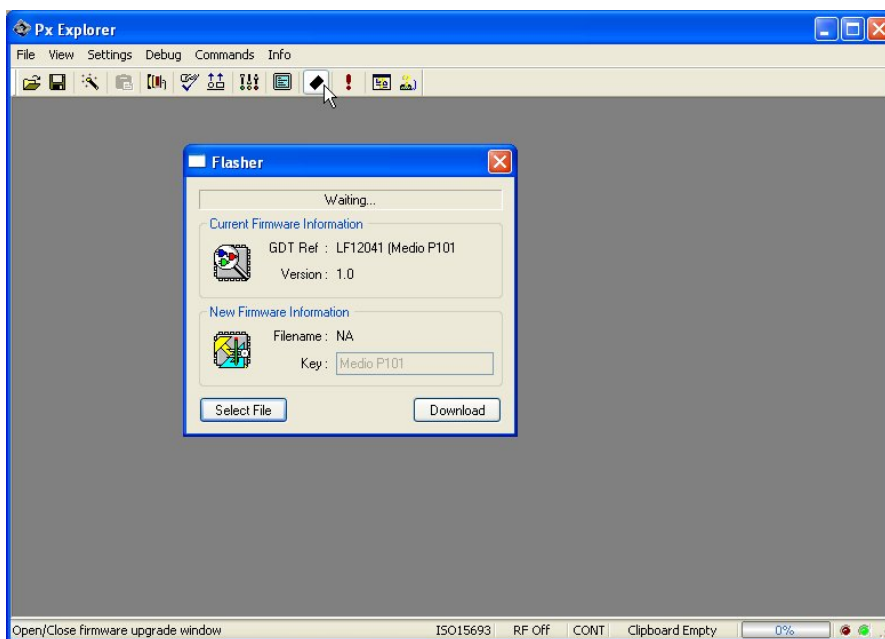 Px Explorer
File View Settings Debug Commands Info
Flasher
Waiting...
Current Firmware Information
GDT Ref : LF12041 (Medio P101
Version : 1.0
New Firmware Information
Filename : NA
Key : Medio P101
Select File Download
Open/Close firmware upgrade window ISO15693 RF Off CONT Clipboard Empty 0%